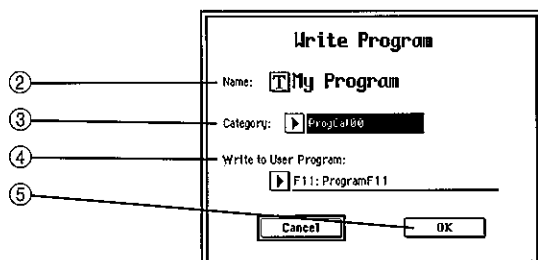 Write Program
② Name: T My Program
③ Category: ProgCat00
④ Write to User Program:
F11: ProgramF11
⑤
Cancel OK